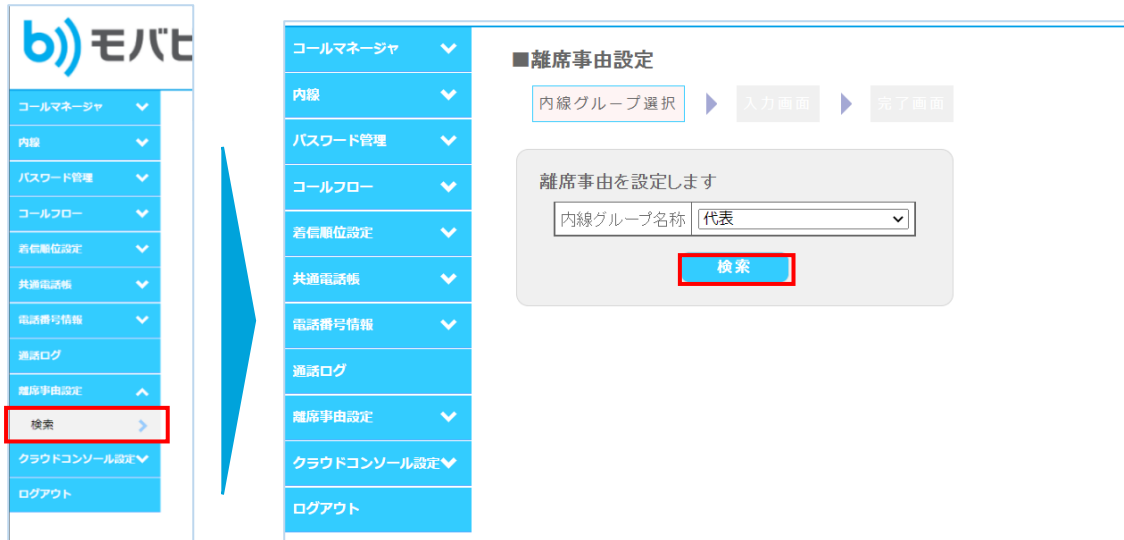 モバビ
コールマネージャ
内線
パスワード管理
コールフロー
着信順位設定
共通電話帳
電話番号情報
通話ログ
離席事由設定
検索
クラウドコンソール設定
ログアウト
コールマネージャ
内線
パスワード管理
コールフロー
着信順位設定
共通電話帳
電話番号情報
通話ログ
離席事由設定
クラウドコンソール設定
ログアウト
■離席事由設定
内線グループ選択 入力画面 完了画面
離席事由を設定します
内線グループ名称 代表
検索